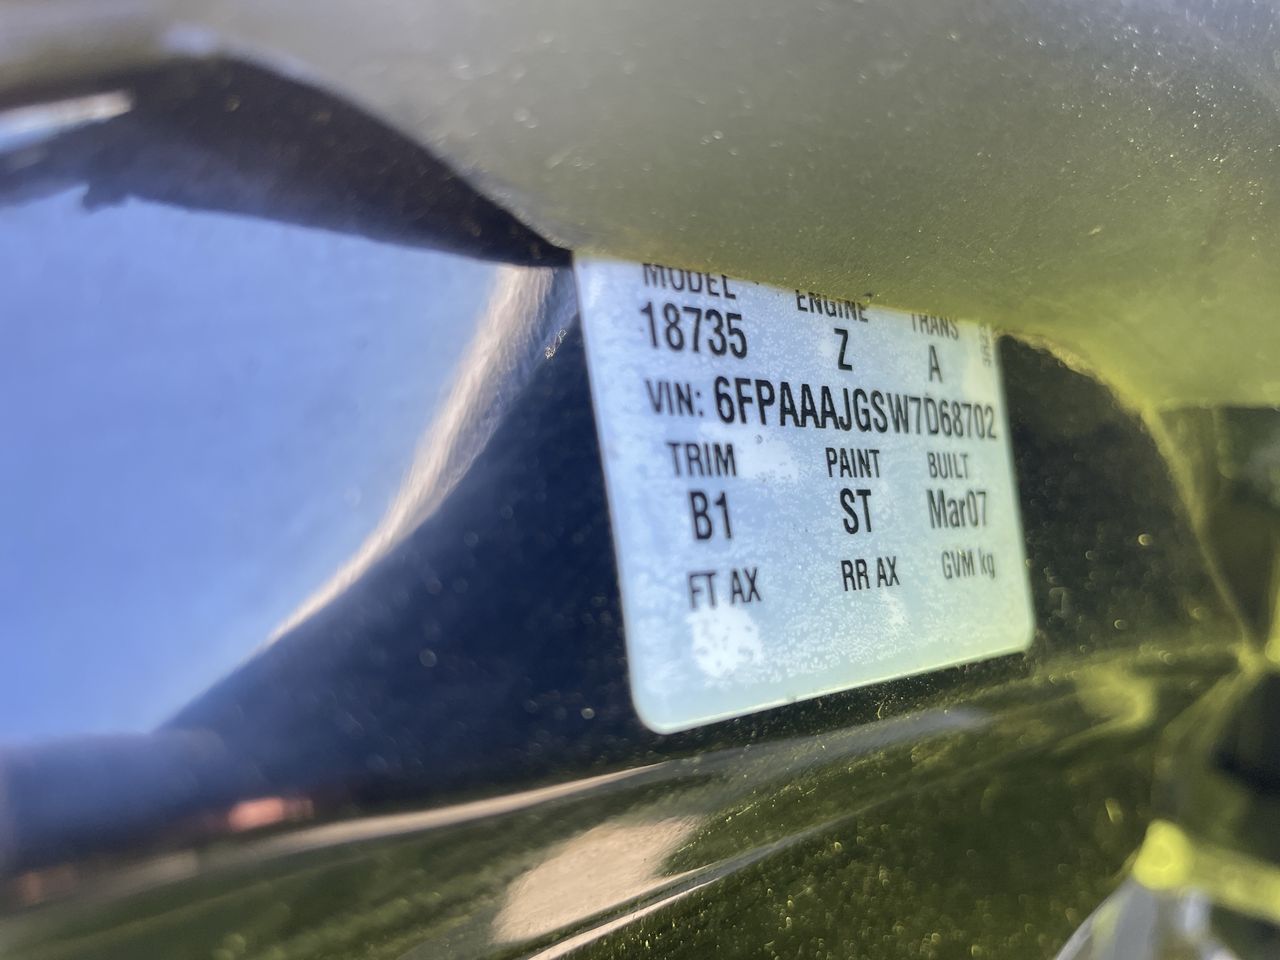 MODEL ENGINE TRANS
18735 Z A
VIN: 6FPAAAJGSW7D68702
TRIM PAINT BUILT
B1 ST Mar07
FT AX RR AX GVM kg